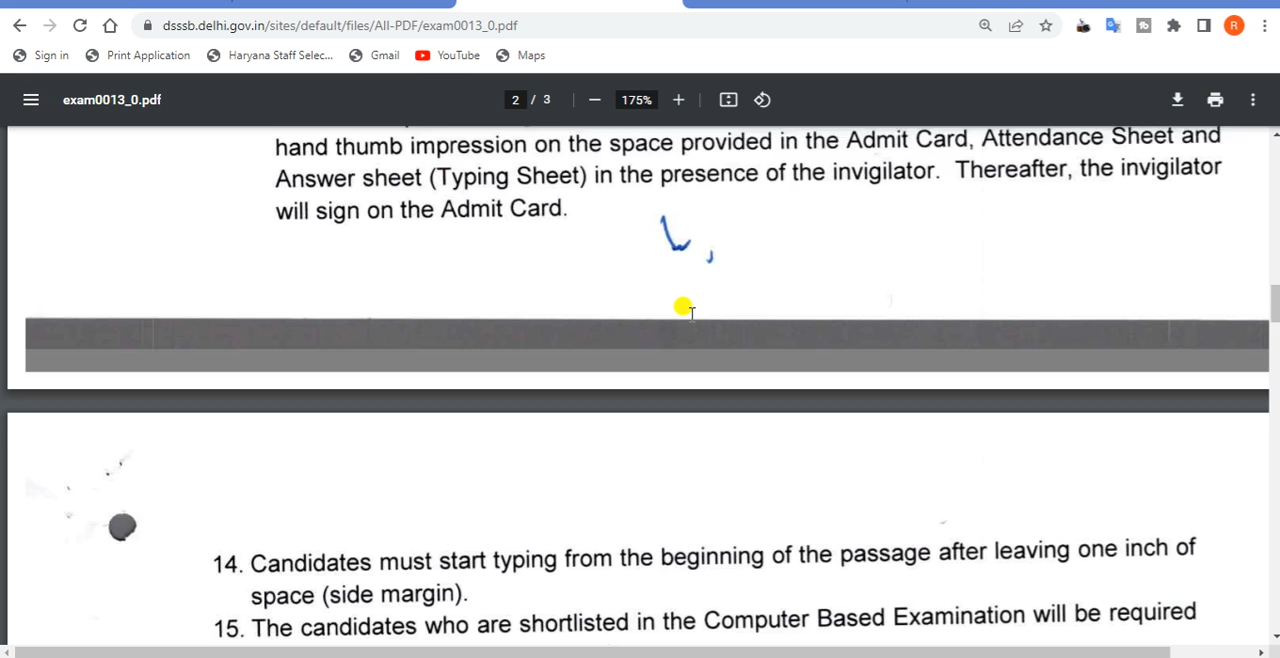 dsssb.delhi.gov.in/sites/default/files/All-PDF/exam0013_0.pdf
R
Sign in
Print Application
Haryana Staff Selec...
Gmail
YouTube
Maps
exam0013_0.pdf
2 / 3
175%
hand thumb impression on the space provided in the Admit Card, Attendance Sheet and
Answer sheet (Typing Sheet) in the presence of the invigilator. Thereafter, the invigilator
will sign on the Admit Card.
14. Candidates must start typing from the beginning of the passage after leaving one inch of
space (side margin).
15. The candidates who are shortlisted in the Computer Based Examination will be required